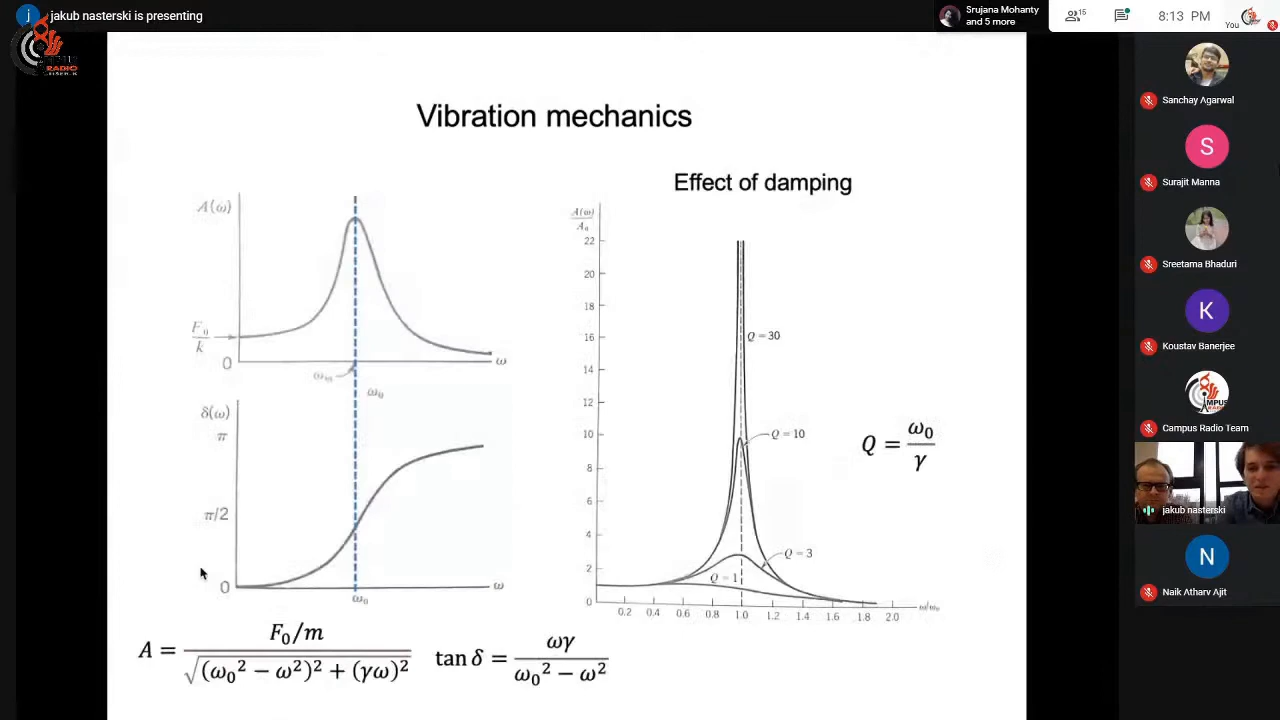 jakub nasterski is presenting
Srujana Mohanty
and 5 more
15
8:13 PM
You
AMPUS
RADIO
Vibration mechanics
Effect of damping
A(ω)
F₀
k
0
ωₘ
ω₀
ω
δ(ω)
π
π/2
0
ω₀
ω
A(ω)
A₀
22
20
18
16
14
12
10
8
6
4
2
0
Q = 30
Q = 10
Q = 3
Q = 1
0.2 0.4 0.6 0.8 1.0 1.2 1.4 1.6 1.8 2.0
ω/ω₀
Q = ω₀/γ
A = F₀/m / √(ω₀² − ω²)² + (γω)²
tan δ = ωγ / ω₀² − ω²
Sanchay Agarwal
S
Surajit Manna
Sreetama Bhaduri
K
Koustav Banerjee
AMPUS
Campus Radio Team
jakub nasterski
N
Naik Atharv Ajit